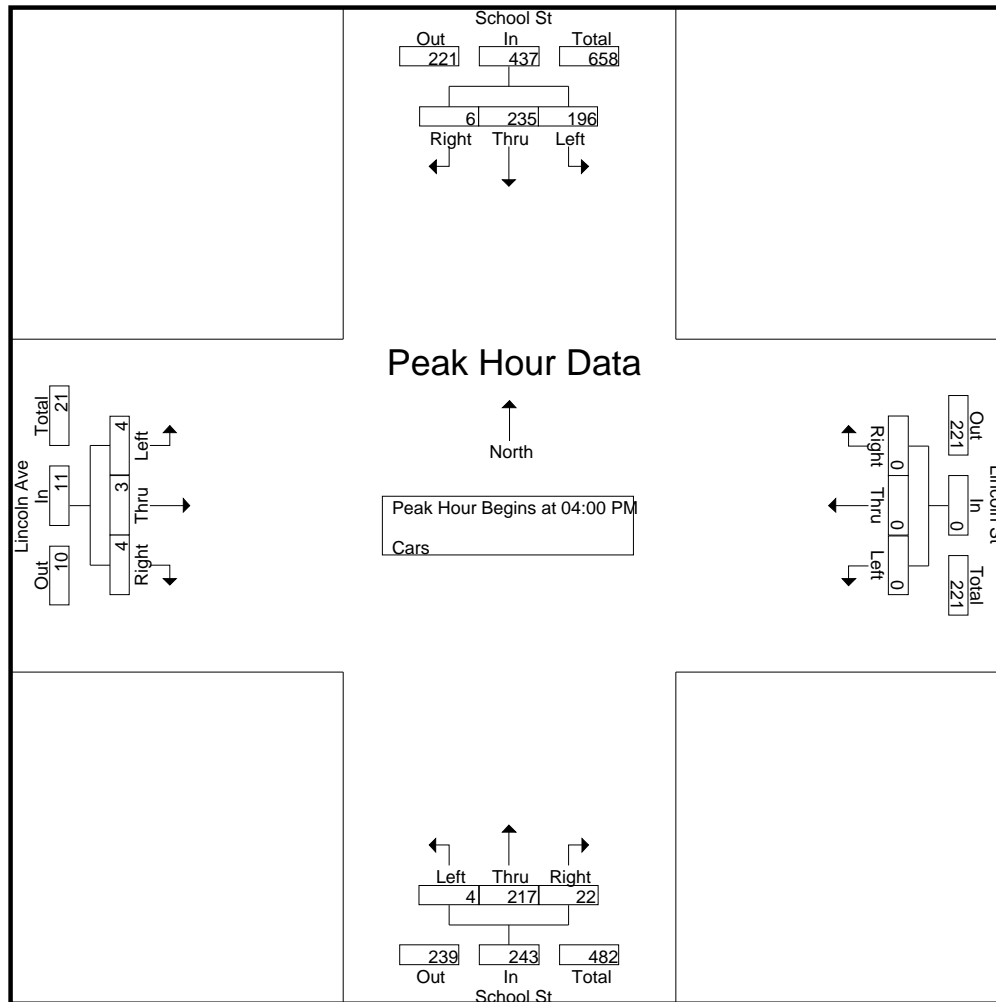 School St
Out In Total
221 437 658
6 235 196
Right Thru Left
Peak Hour Data
North
Peak Hour Begins at 04:00 PM
Cars
Lincoln Ave
Total In Out
21 11 10
4 3 4
Left Thru Right
Right Thru Left
0 0 0
Out In Total
221 0 221
Lincoln St
Left Thru Right
4 217 22
239 243 482
Out In Total
School St